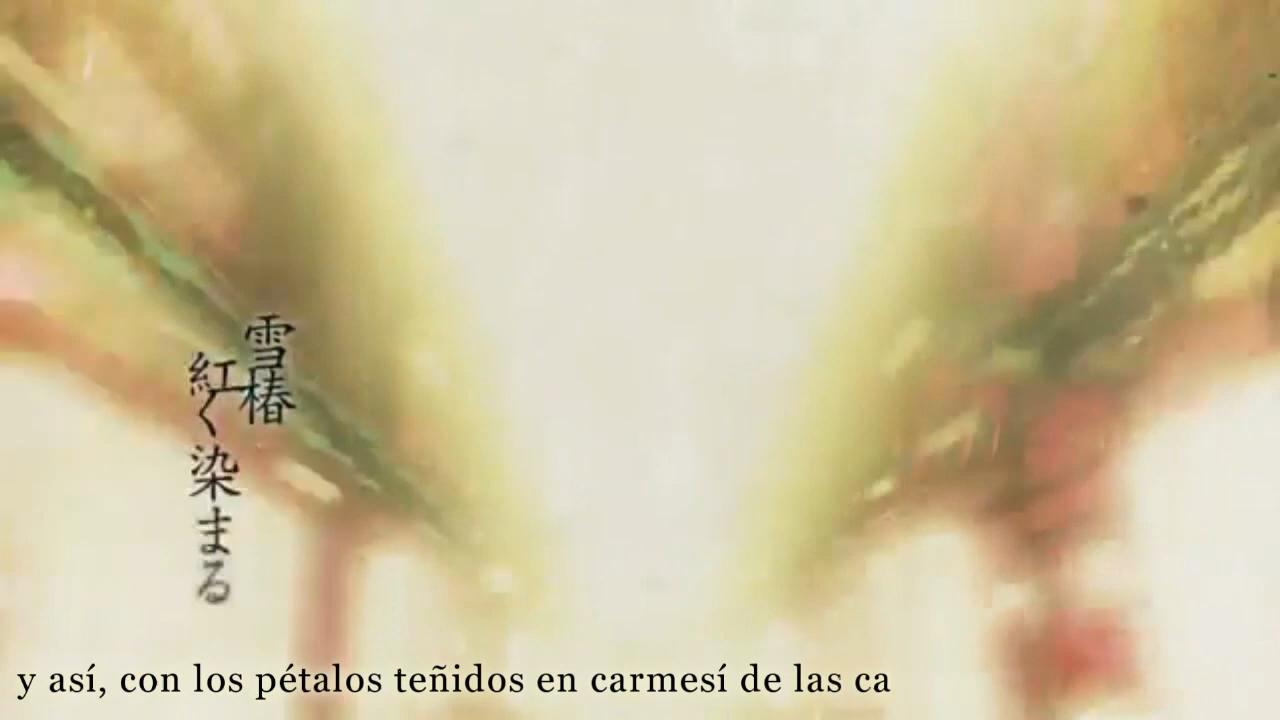 雪椿
紅く染まる
y así, con los pétalos teñidos en carmesí de las ca